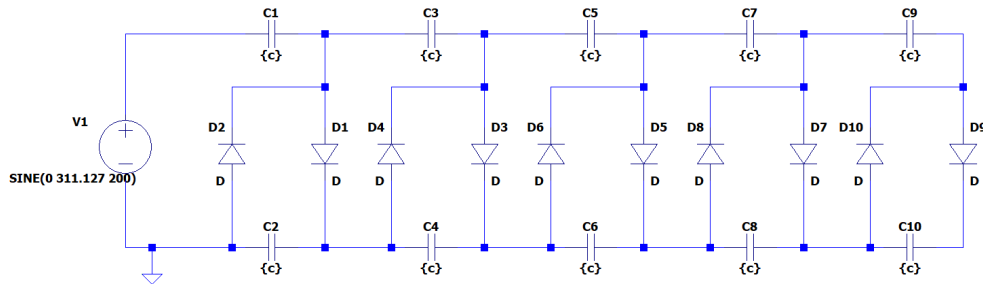 C1 C3 C5 C7 C9
{c} {c} {c} {c} {c}
V1 D2 D1 D4 D3 D6 D5 D8 D7 D10 D9
SINE(0 311.127 200) D D D D D D D D D D
C2 C4 C6 C8 C10
{c} {c} {c} {c} {c}